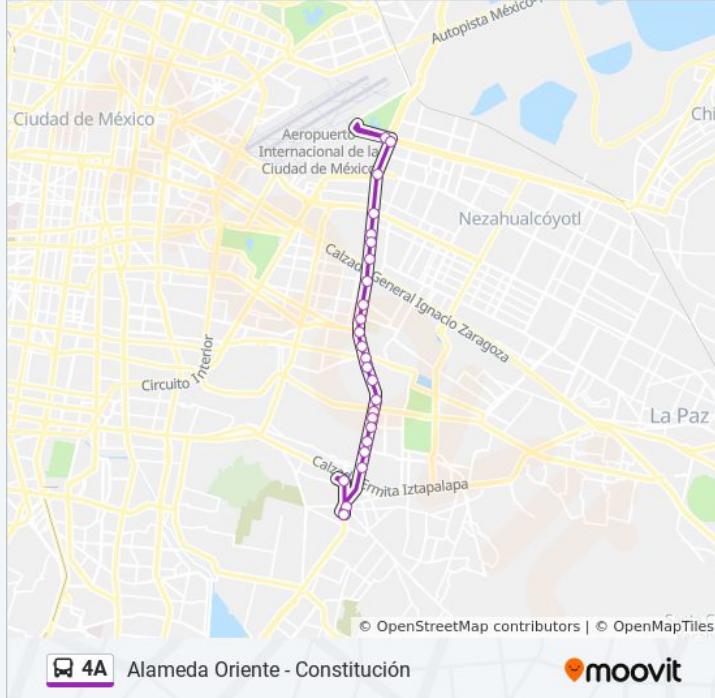 Autopista México-
Ciudad de México
Chi
Aeropuerto
Internacional de la
Ciudad de México
Nezahualcóyotl
Calzada General Ignacio Zaragoza
Circuito Interior
La Paz
Calzada Ermita Iztapalapa
© OpenStreetMap contributors | © OpenMapTiles
4A Alameda Oriente - Constitución
moovit